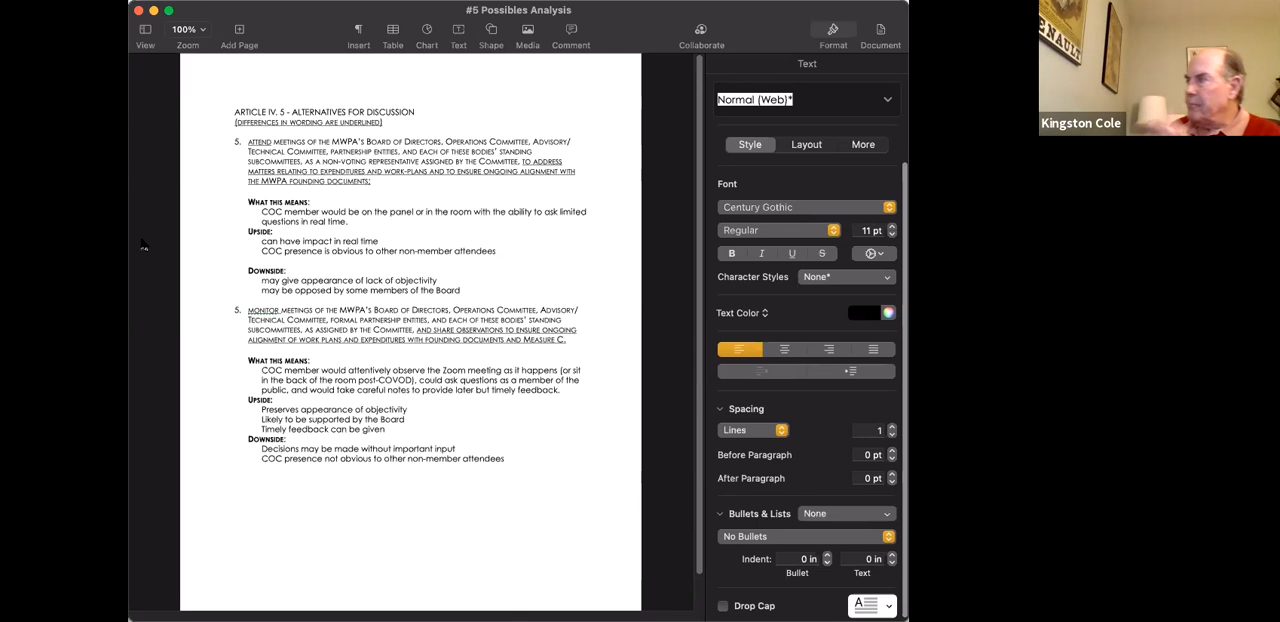 #5 Possibles Analysis
100%
View
Zoom
Add Page
Insert
Table
Chart
Text
Shape
Media
Comment
Collaborate
Format
Document
ARTICLE IV. 5 - ALTERNATIVES FOR DISCUSSION
(DIFFERENCES IN WORDING ARE UNDERLINED)
5. ATTEND MEETINGS OF THE MWPA'S BOARD OF DIRECTORS, OPERATIONS COMMITTEE, ADVISORY/
TECHNICAL COMMITTEE, PARTNERSHIP ENTITIES, AND EACH OF THESE BODIES' STANDING
SUBCOMMITTEES, AS A NON-VOTING REPRESENTATIVE ASSIGNED BY THE COMMITTEE, TO ADDRESS
MATTERS RELATING TO EXPENDITURES AND WORK-PLANS AND TO ENSURE ONGOING ALIGNMENT WITH
THE MWPA FOUNDING DOCUMENTS;
WHAT THIS MEANS:
COC member would be on the panel or in the room with the ability to ask limited
questions in real time.
UPSIDE:
can have impact in real time
COC presence is obvious to other non-member attendees
DOWNSIDE:
may give appearance of lack of objectivity
may be opposed by some members of the Board
5. MONITOR MEETINGS OF THE MWPA'S BOARD OF DIRECTORS, OPERATIONS COMMITTEE, ADVISORY/
TECHNICAL COMMITTEE, FORMAL PARTNERSHIP ENTITIES, AND EACH OF THESE BODIES' STANDING
SUBCOMMITTEES, AS ASSIGNED BY THE COMMITTEE, AND SHARE OBSERVATIONS TO ENSURE ONGOING
ALIGNMENT OF WORK PLANS AND EXPENDITURES WITH FOUNDING DOCUMENTS AND MEASURE C.
WHAT THIS MEANS:
COC member would attentively observe the Zoom meeting as it happens (or sit
in the back of the room post-COVOD), could ask questions as a member of the
public, and would take careful notes to provide later but timely feedback.
UPSIDE:
Preserves appearance of objectivity
Likely to be supported by the Board
Timely feedback can be given
DOWNSIDE:
Decisions may be made without important input
COC presence not obvious to other non-member attendees
Text
Normal (Web)*
Style
Layout
More
Font
Century Gothic
Regular
11 pt
B I U S
Character Styles
None*
Text Color
Spacing
Lines
1
Before Paragraph
0 pt
After Paragraph
0 pt
Bullets & Lists
None
No Bullets
Indent:
0 in
0 in
Bullet
Text
Drop Cap
A
Kingston Cole